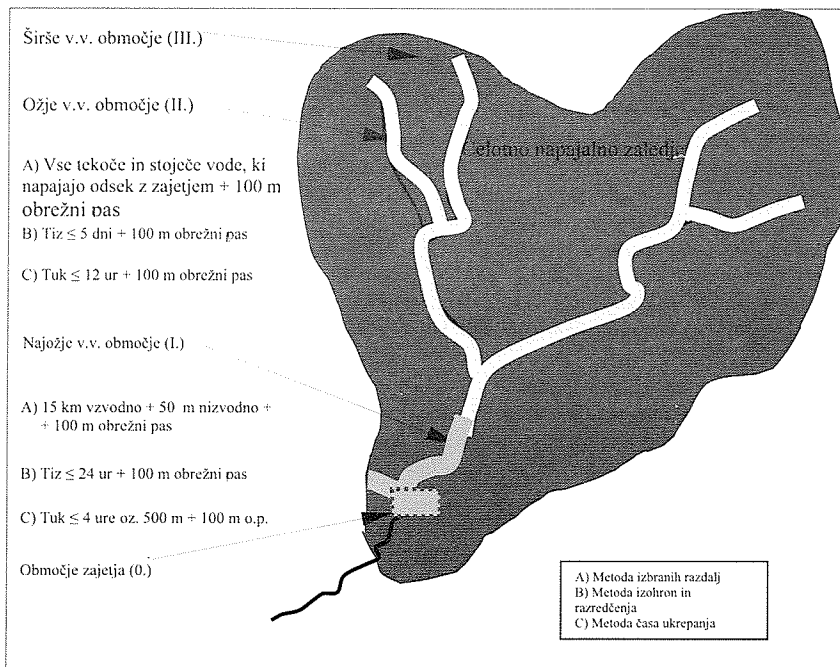 Širše v.v. območje (III.)
Ožje v.v. območje (II.)
Celotno napajalno zaledje
A) Vse tekoče in stoječe vode, ki
napajajo odsek z zajetjem + 100 m
obrežni pas
B) Tiz ≤ 5 dni + 100 m obrežni pas
C) Tuk ≤ 12 ur + 100 m obrežni pas
Najožje v.v. območje (I.)
A) 15 km vzvodno + 50 m nizvodno +
+ 100 m obrežni pas
B) Tiz ≤ 24 ur + 100 m obrežni pas
C) Tuk ≤ 4 ure oz. 500 m + 100 m o.p.
Območje zajetja (0.)
A) Metoda izbranih razdalj
B) Metoda izohron in
razredčenja
C) Metoda časa ukrepanja